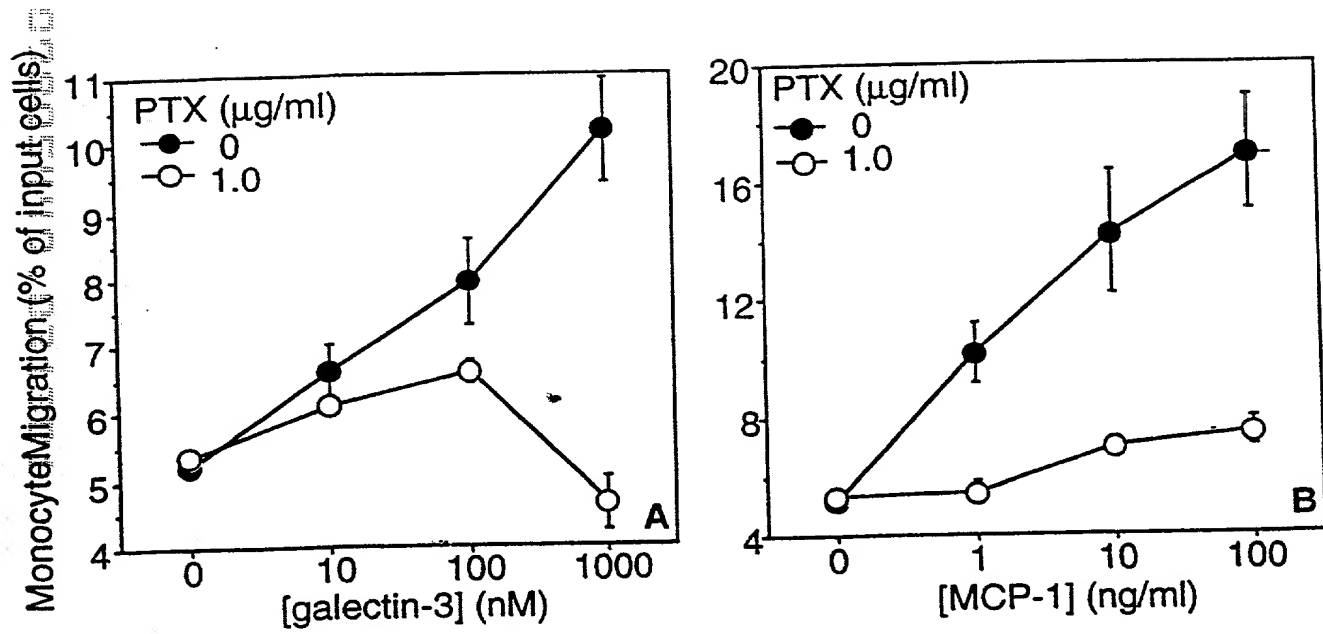 MonocyteMigration (% of input cells)
11
10
9
8
7
6
5
4
PTX (μg/ml)
0
1.0
A
0 10 100 1000
[galectin-3] (nM)
20
16
12
8
4
PTX (μg/ml)
0
1.0
B
0 1 10 100
[MCP-1] (ng/ml)